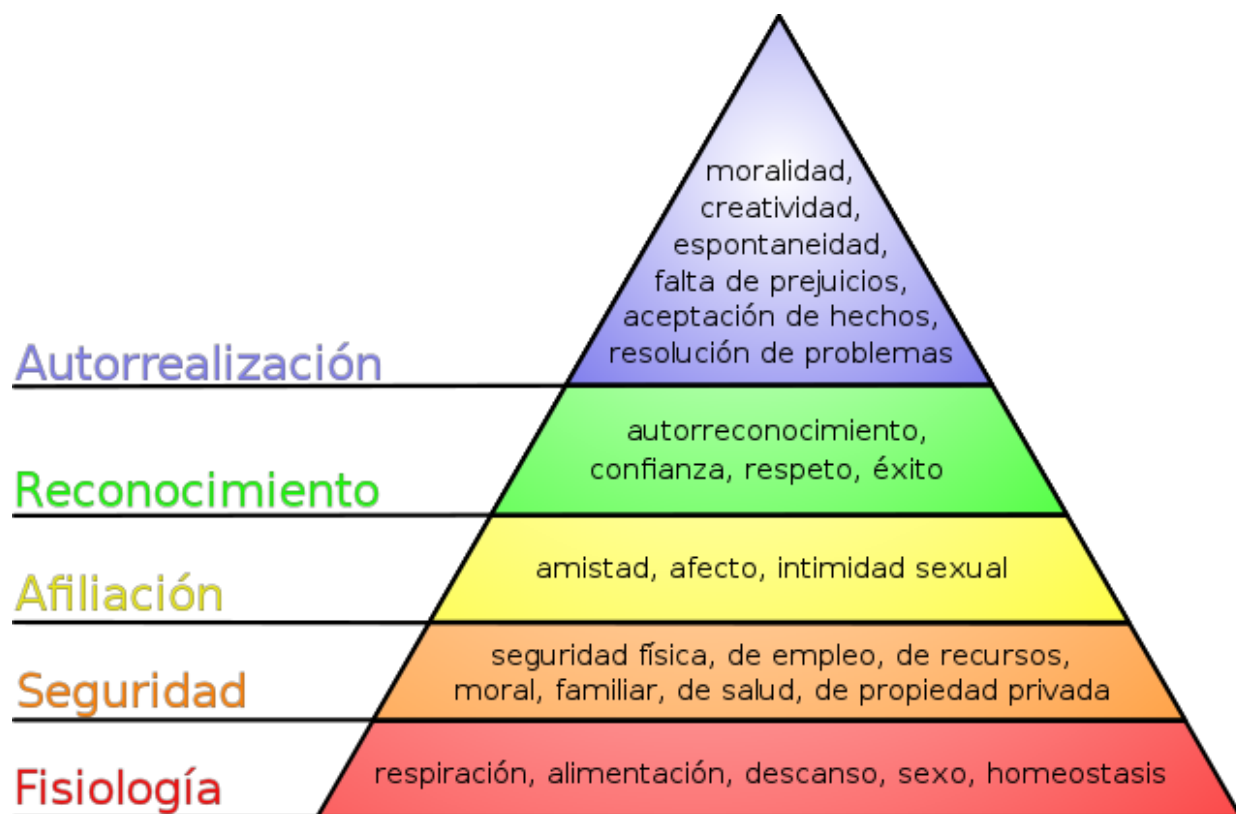 moralidad,
creatividad,
espontaneidad,
falta de prejuicios,
aceptación de hechos,
resolución de problemas
Autorrealización
autorreconocimiento,
confianza, respeto, éxito
Reconocimiento
amistad, afecto, intimidad sexual
Afiliación
seguridad física, de empleo, de recursos,
moral, familiar, de salud, de propiedad privada
Seguridad
respiración, alimentación, descanso, sexo, homeostasis
Fisiología